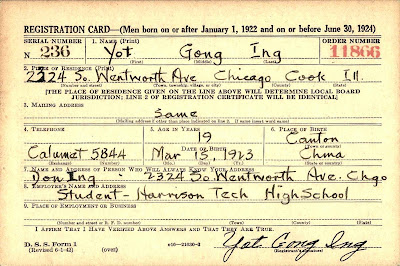 REGISTRATION CARD—(Men born on or after January 1, 1922 and on or before June 30, 1924)
SERIAL NUMBER 1. NAME (Print) ORDER NUMBER
N 236 Yot Gong Ing 11866
(First) (Middle) (Last)
2. PLACE OF RESIDENCE (Print)
2324 So. Wentworth Ave Chicago Cook Ill.
(Number and street) (Town, township, village, or city) (County) (State)
[THE PLACE OF RESIDENCE GIVEN ON THE LINE ABOVE WILL DETERMINE LOCAL BOARD
JURISDICTION; LINE 2 OF REGISTRATION CERTIFICATE WILL BE IDENTICAL]
3. MAILING ADDRESS
Same
(Mailing address if other than place indicated on line 2. If same insert word same)
4. TELEPHONE 5. AGE IN YEARS 6. PLACE OF BIRTH
19 Canton
DATE OF BIRTH (Town or county)
Calumet 5844 Mar 15, 1923 China
(Exchange) (Number) (Mo.) (Day) (Yr.) (State or country)
7. NAME AND ADDRESS OF PERSON WHO WILL ALWAYS KNOW YOUR ADDRESS
Don Ing 2324 So Wentworth Ave. Chgo
8. EMPLOYER'S NAME AND ADDRESS
Student - Harrison Tech High School
9. PLACE OF EMPLOYMENT OR BUSINESS
(Number and street or R. F. D. number) (Town) (County) (State)
I AFFIRM THAT I HAVE VERIFIED ABOVE ANSWERS AND THAT THEY ARE TRUE.
D. S. S. Form 1
(Revised 6-1-42) (over) Yot Gong Ing
(Registrant's signature)